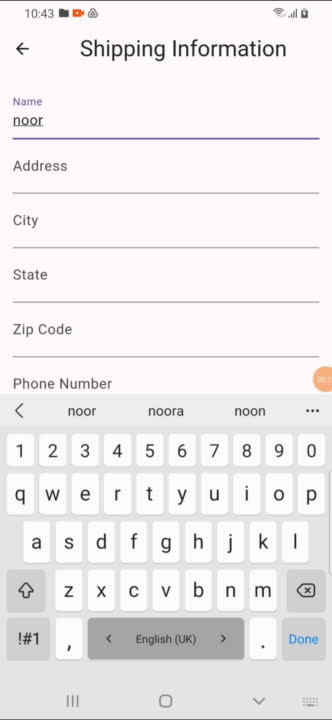 10:43
Shipping Information
Name
noor
Address
City
State
Zip Code
Phone Number
noor noora noon
1 2 3 4 5 6 7 8 9 0
q w e r t y u i o p
a s d f g h j k l
z x c v b n m
!#1 , < English (UK) > . Done